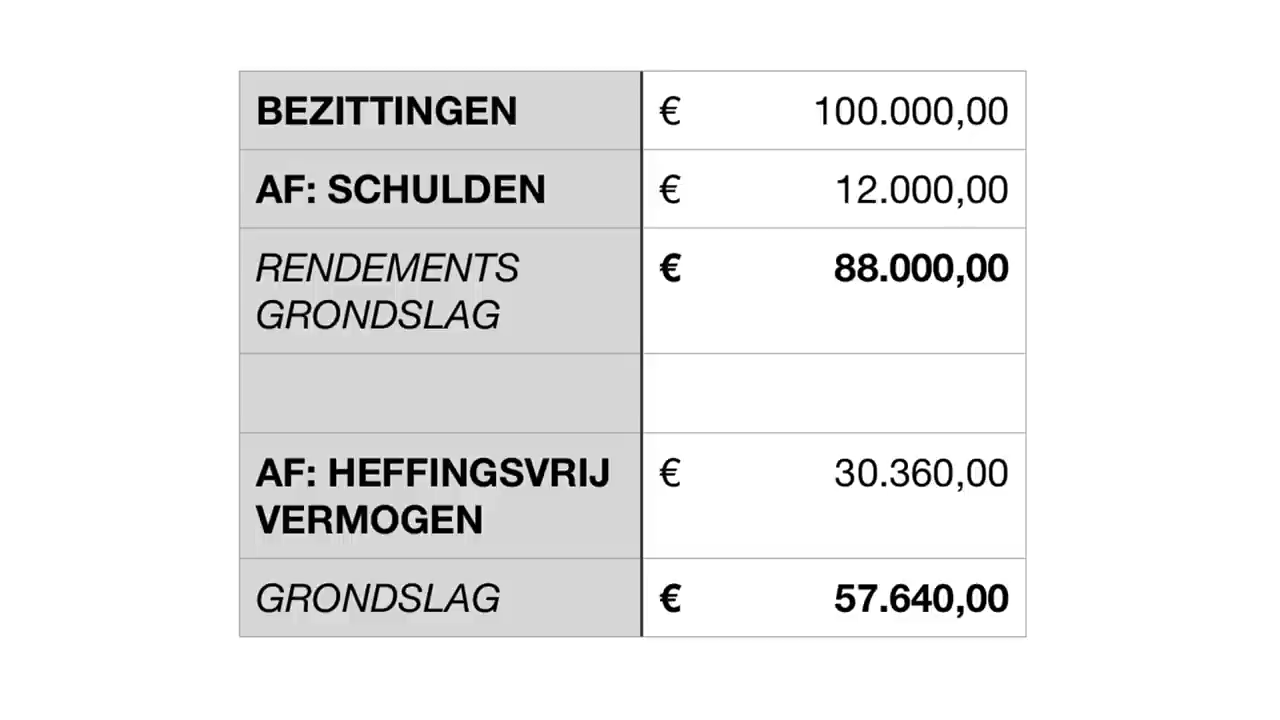 BEZITTINGEN € 100.000,00
AF: SCHULDEN € 12.000,00
RENDEMENTS € 88.000,00
GRONDSLAG
AF: HEFFINGSVRIJ € 30.360,00
VERMOGEN
GRONDSLAG € 57.640,00